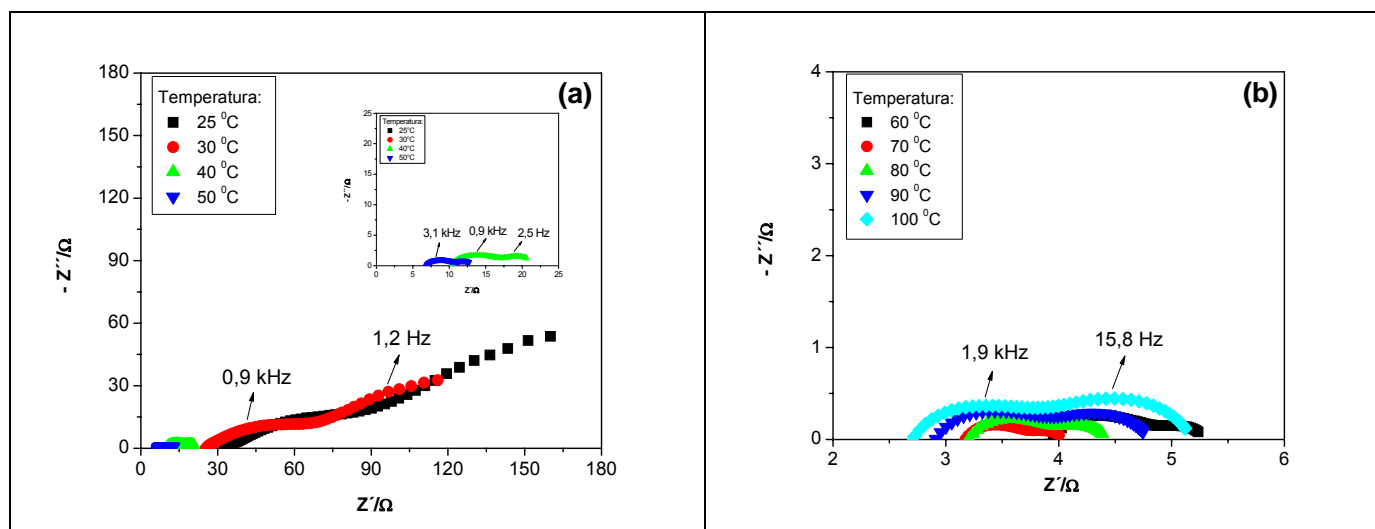 (a)
180
150
120
90
60
30
0
- Z´´/Ω
Temperatura:
25 ⁰C
30 ⁰C
40 ⁰C
50 ⁰C
25
20
15
10
5
0
- Z´´/Ω
Temperatura:
25°C
30°C
40°C
50°C
3,1 kHz
0,9 kHz
2,5 Hz
0 5 10 15 20 25
Z´/Ω
0,9 kHz
1,2 Hz
0 30 60 90 120 150 180
Z´/Ω
(b)
4
3
2
1
0
- Z´´/Ω
Temperatura:
60 ⁰C
70 ⁰C
80 ⁰C
90 ⁰C
100 ⁰C
1,9 kHz
15,8 Hz
2 3 4 5 6
Z´/Ω